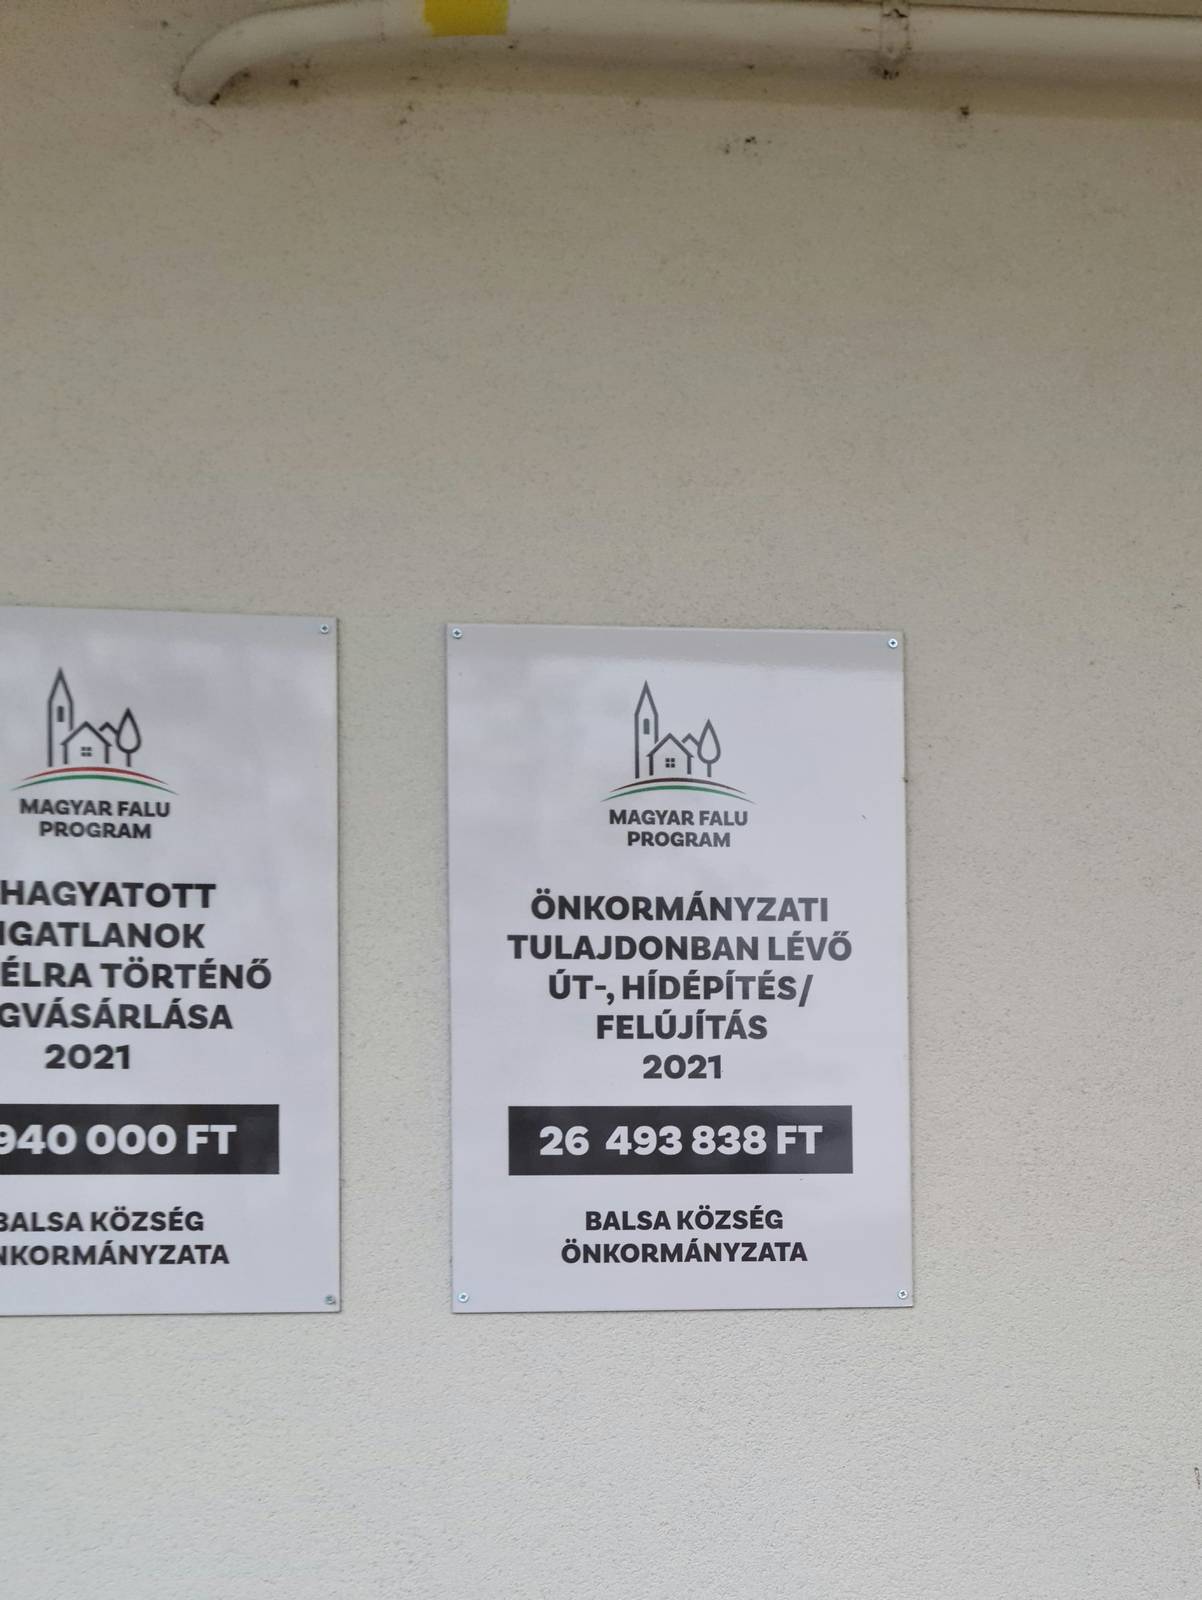 MAGYAR FALU
PROGRAM
HAGYATOTT
GATLANOK
ÉLRA TÖRTÉNŐ
GVÁSÁRLÁSA
2021
940 000 FT
BALSA KÖZSÉG
NKORMÁNYZATA
MAGYAR FALU
PROGRAM
ÖNKORMÁNYZATI
TULAJDONBAN LÉVŐ
ÚT-, HÍDÉPÍTÉS/
FELÚJÍTÁS
2021
26 493 838 FT
BALSA KÖZSÉG
ÖNKORMÁNYZATA